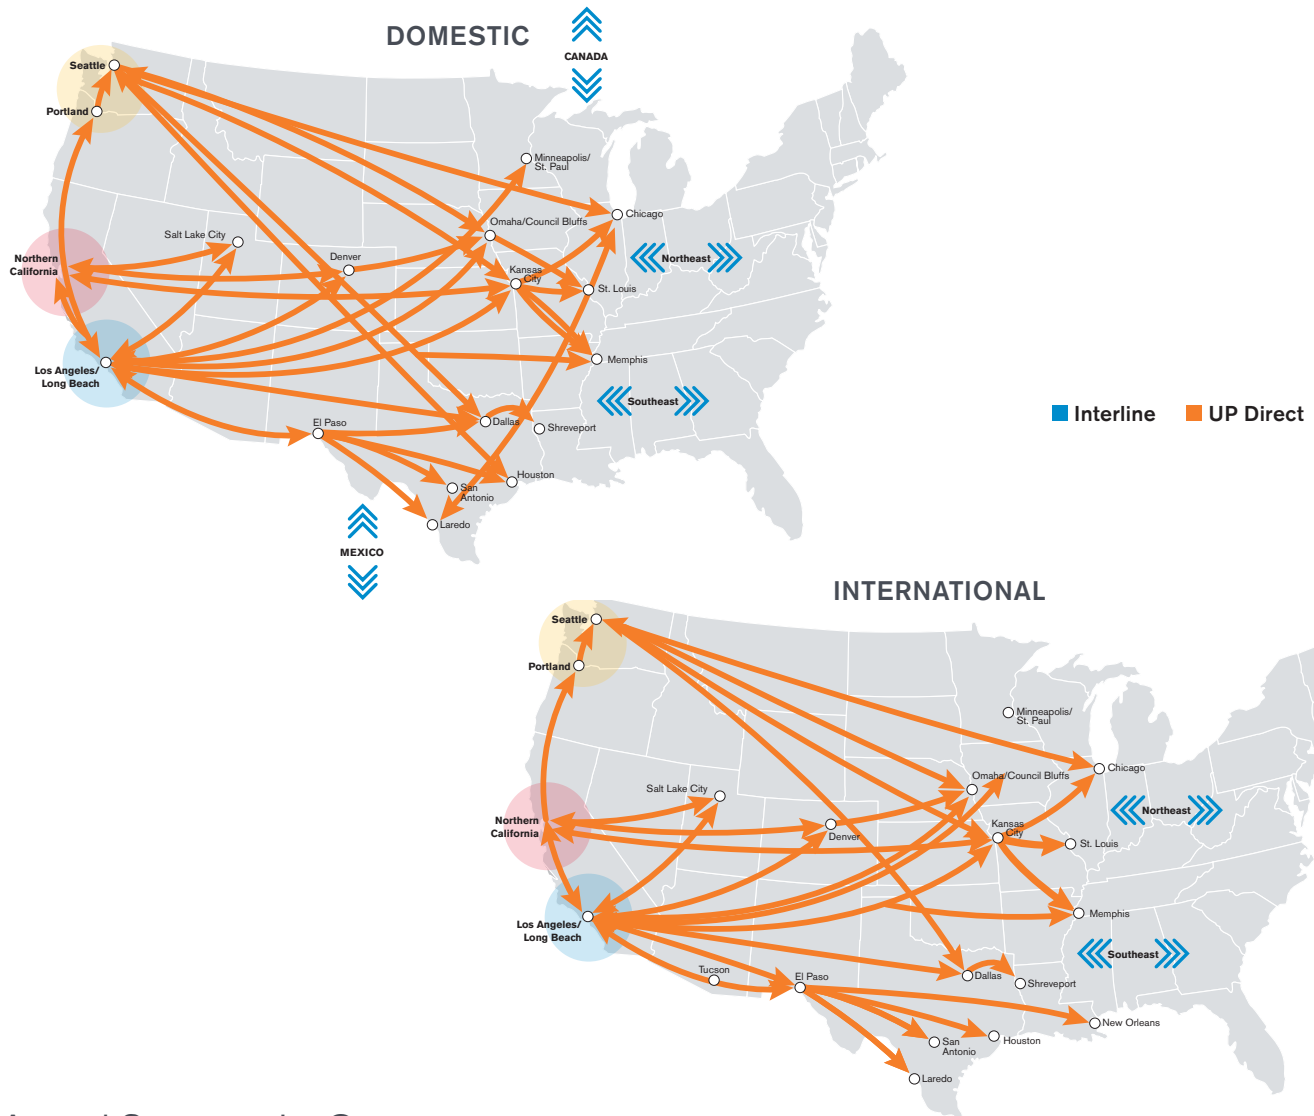 DOMESTIC
CANADA
Seattle
Portland
Minneapolis/
St. Paul
Chicago
Omaha/Council Bluffs
Salt Lake City
Denver
Northern
California
Kansas
City
Northeast
St. Louis
Memphis
Los Angeles/
Long Beach
Southeast
El Paso
Dallas
Shreveport
Interline
UP Direct
Houston
San
Antonio
Laredo
MEXICO
INTERNATIONAL
Seattle
Portland
Minneapolis/
St. Paul
Chicago
Omaha/Council Bluffs
Salt Lake City
Northern
California
Denver
Kansas
City
Northeast
St. Louis
Memphis
Los Angeles/
Long Beach
Southeast
Tucson
El Paso
Dallas
Shreveport
New Orleans
San
Antonio
Houston
Laredo